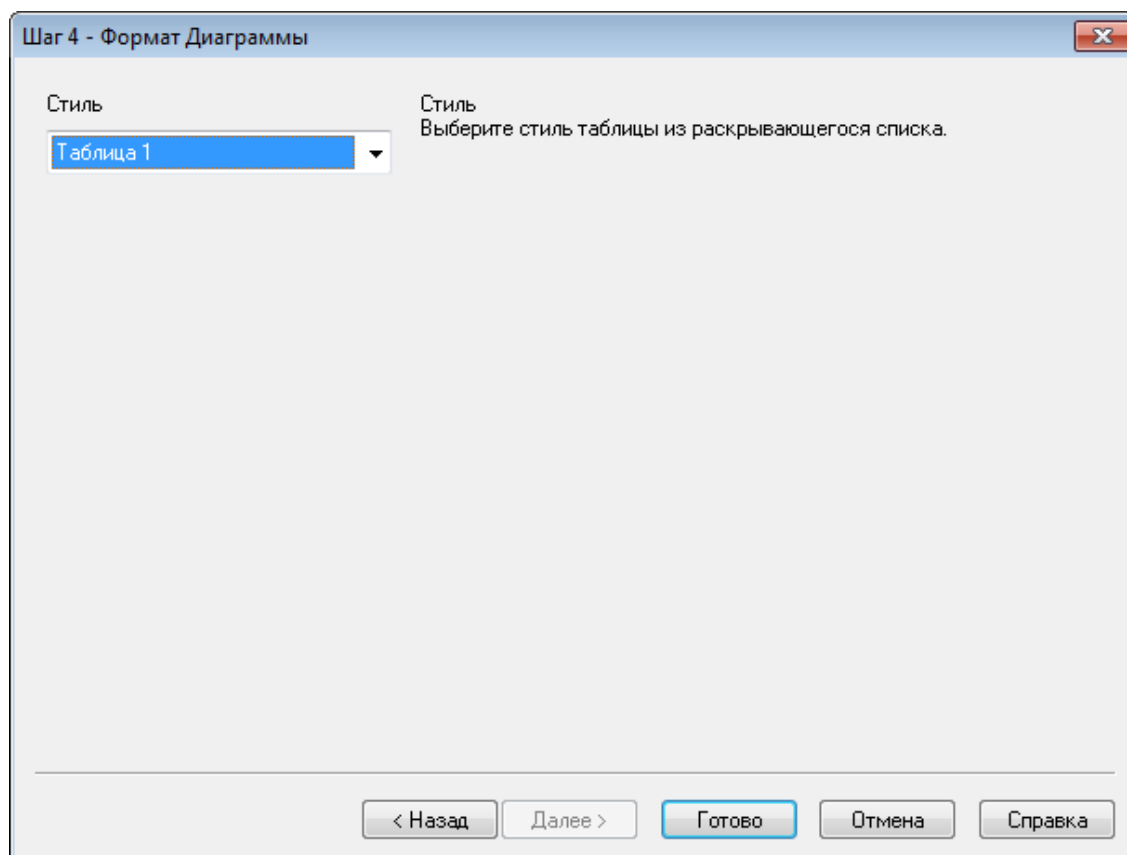 Шаг 4 - Формат Диаграммы
Стиль
Таблица 1
Стиль
Выберите стиль таблицы из раскрывающегося списка.
< Назад
Далее >
Готово
Отмена
Справка